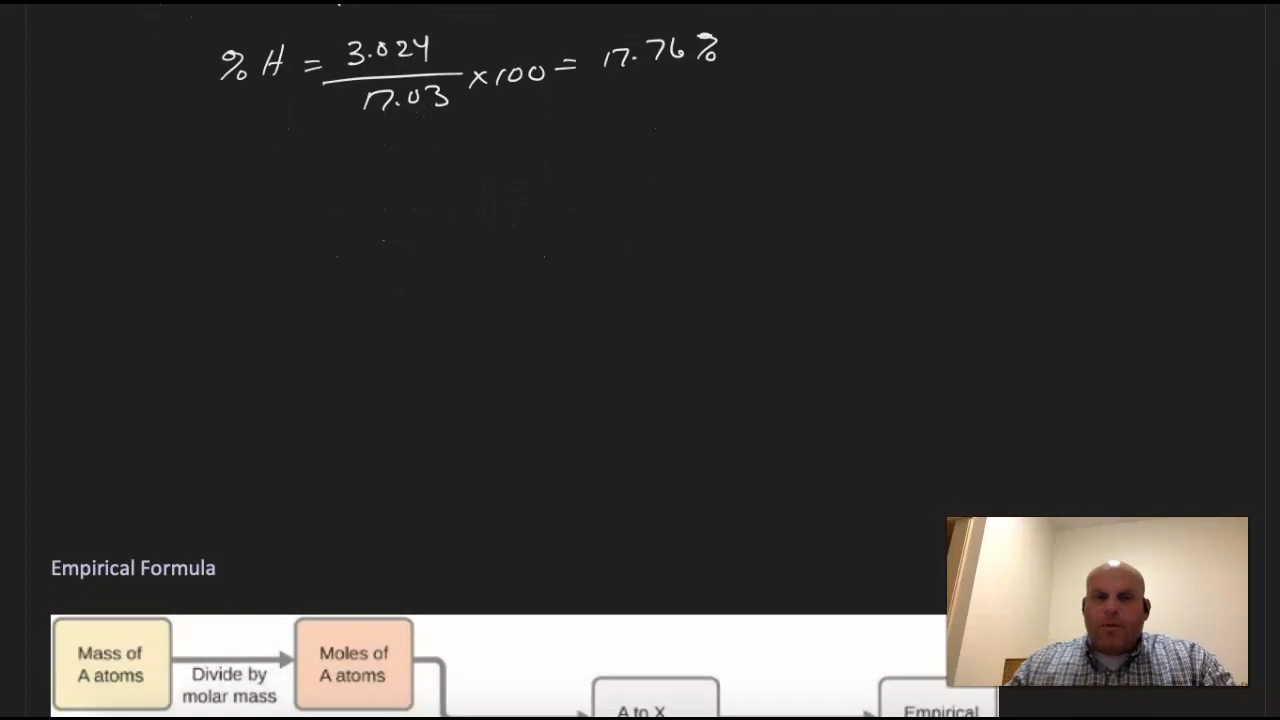 % H = 3.024 / 17.03 x 100 = 17.76 %
Empirical Formula
Mass of
A atoms
Divide by
molar mass
Moles of
A atoms
A to X
Empirical